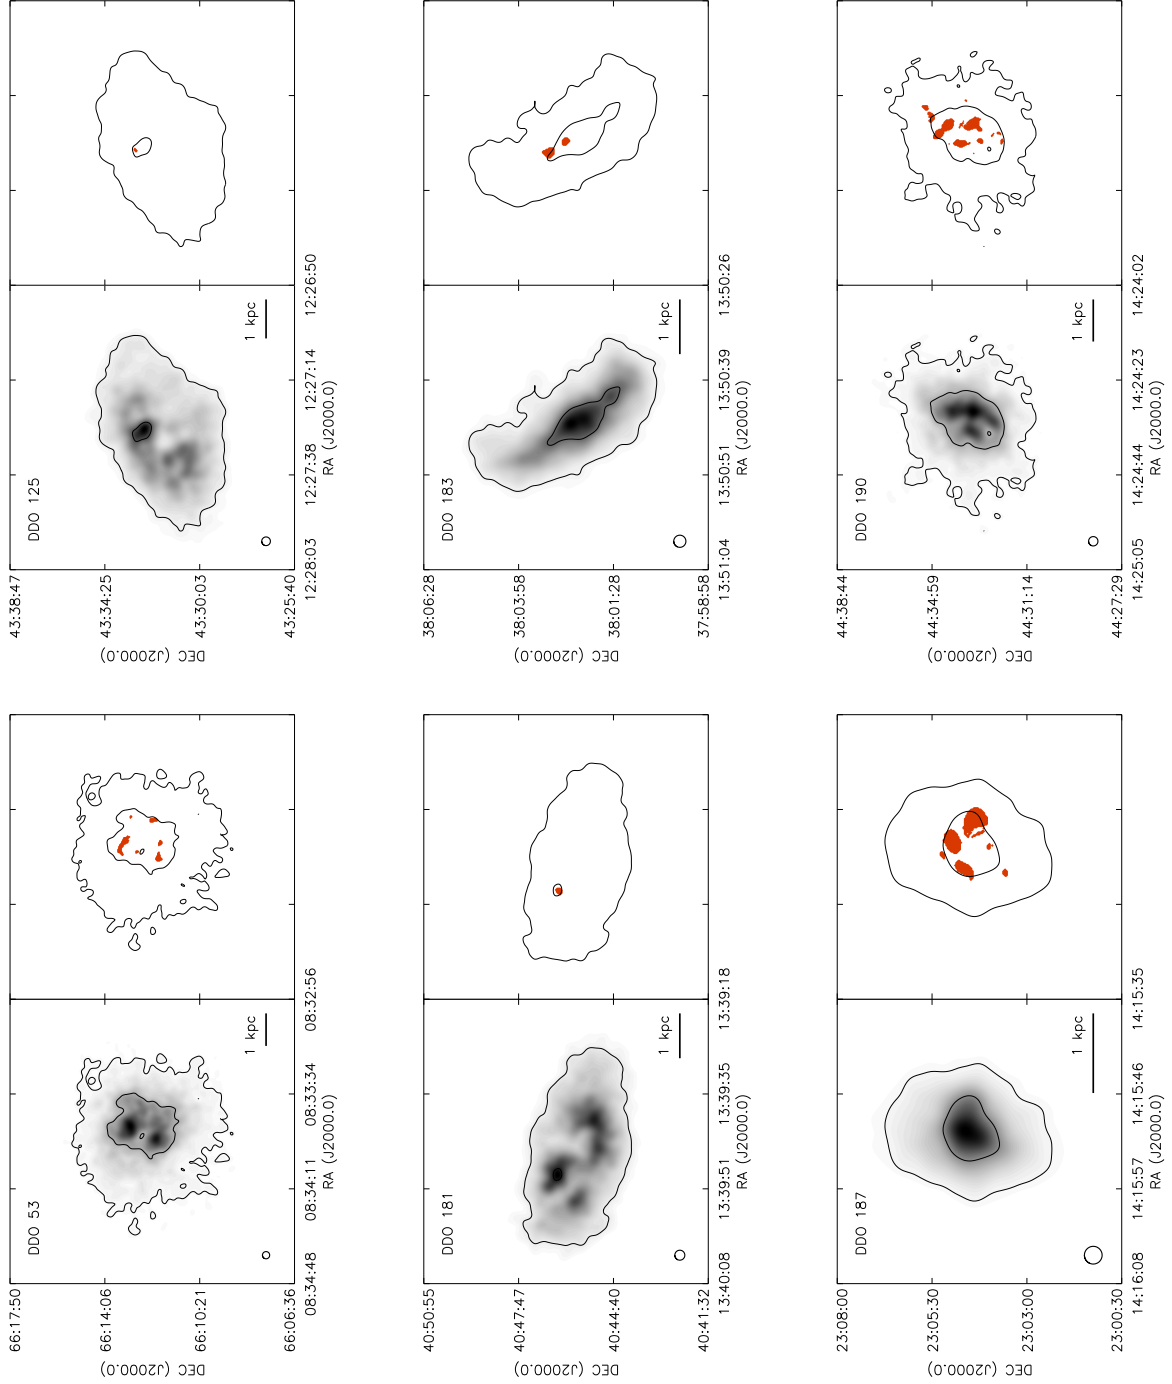 DDO 53
66:17:50
66:14:06
66:10:21
66:06:36
DEC (J2000.0)
08:34:48
08:34:11
08:33:34
08:32:56
RA (J2000.0)
1 kpc
DDO 125
43:38:47
43:34:25
43:30:03
43:25:40
DEC (J2000.0)
12:28:03
12:27:38
12:27:14
12:26:50
RA (J2000.0)
1 kpc
DDO 181
40:50:55
40:47:47
40:44:40
40:41:32
DEC (J2000.0)
13:40:08
13:39:51
13:39:35
13:39:18
RA (J2000.0)
1 kpc
DDO 183
38:06:28
38:03:58
38:01:28
37:58:58
DEC (J2000.0)
13:51:04
13:50:51
13:50:39
13:50:26
RA (J2000.0)
1 kpc
DDO 187
23:08:00
23:05:30
23:03:00
23:00:30
DEC (J2000.0)
14:16:08
14:15:57
14:15:46
14:15:35
RA (J2000.0)
1 kpc
DDO 190
44:38:44
44:34:59
44:31:14
44:27:29
DEC (J2000.0)
14:25:05
14:24:44
14:24:23
14:24:02
RA (J2000.0)
1 kpc